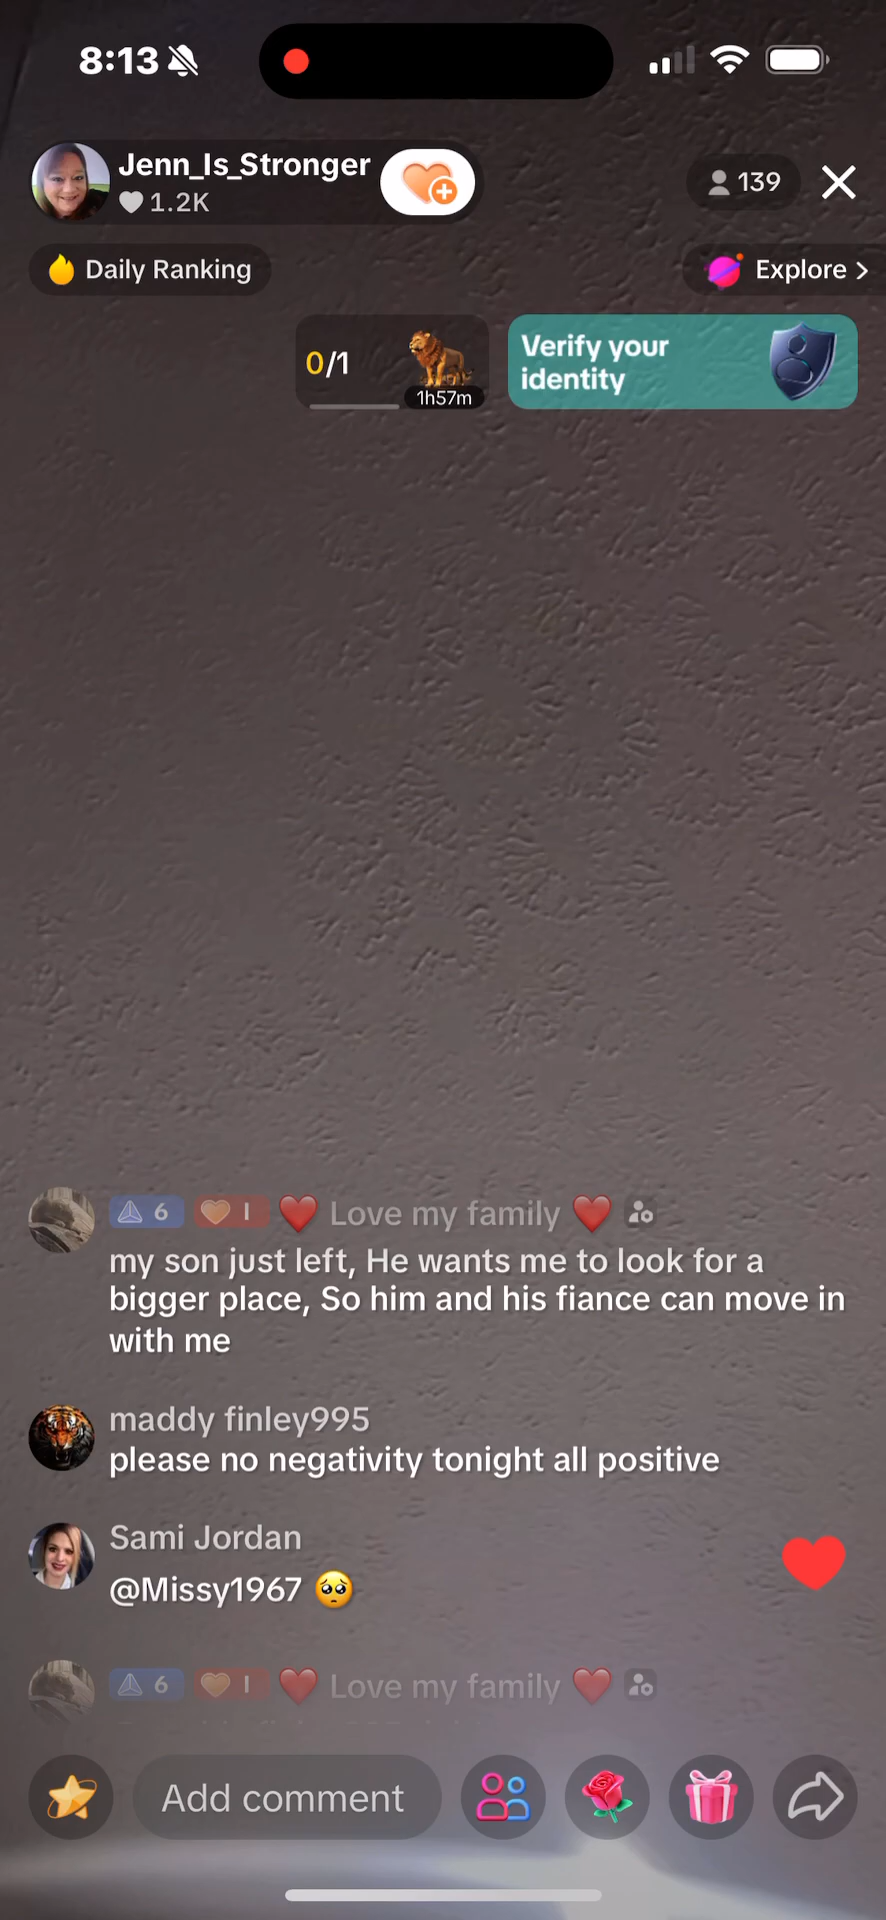 8:13
Jenn_Is_Stronger
1.2K
139
Daily Ranking
Explore >
0/1
1h57m
Verify your
identity
6 I ❤️ Love my family ❤️
my son just left, He wants me to look for a
bigger place, So him and his fiance can move in
with me
maddy finley995
please no negativity tonight all positive
Sami Jordan
@Missy1967 🥺
6 I ❤️ Love my family ❤️
Add comment